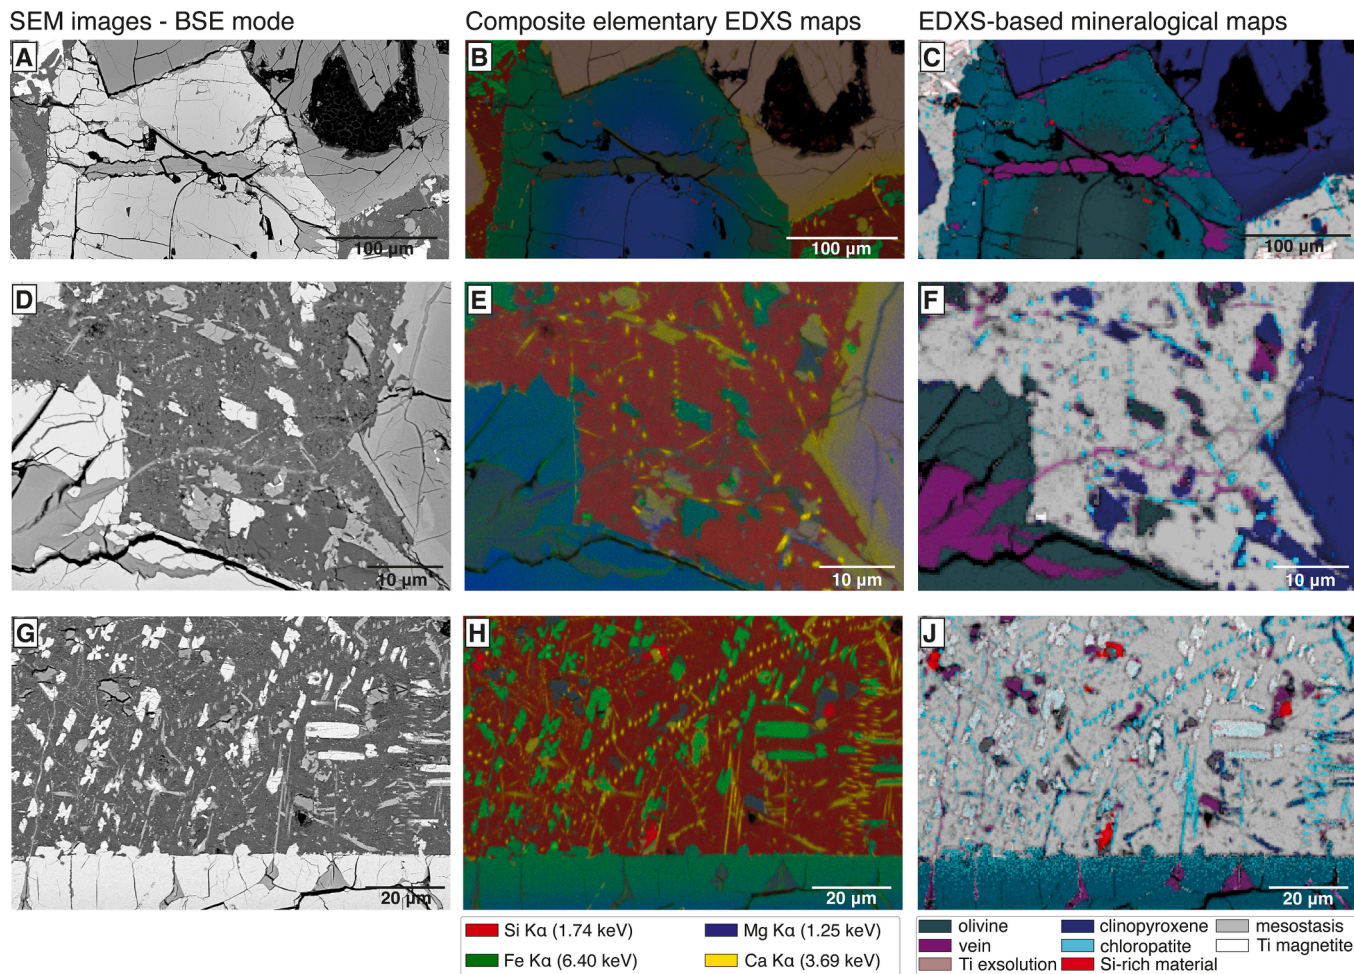 SEM images - BSE mode
Composite elementary EDXS maps
EDXS-based mineralogical maps
A
100 µm
B
100 µm
C
100 µm
D
10 µm
E
10 µm
F
10 µm
G
20 µm
H
20 µm
J
20 µm
Si Kα (1.74 keV)
Mg Kα (1.25 keV)
Fe Kα (6.40 keV)
Ca Kα (3.69 keV)
olivine
clinopyroxene
mesostasis
vein
chloropatite
Ti magnetite
Ti exsolution
Si-rich material